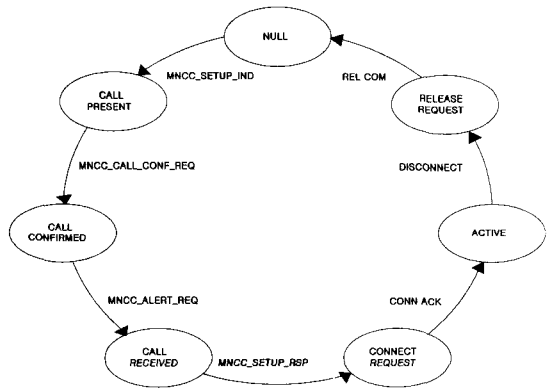 NULL
MNCC_SETUP_IND
REL COM
CALL
PRESENT
RELEASE
REQUEST
MNCC_CALL_CONF_REQ
DISCONNECT
CALL
CONFIRMED
ACTIVE
MNCC_ALERT_REQ
CONN ACK
CALL
RECEIVED
MNCC_SETUP_RSP
CONNECT
REQUEST